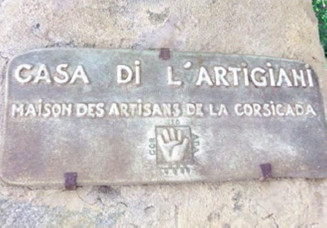 CASA DI L'ARTIGIANI
MAISON DES ARTISANS DE LA CORSICADA